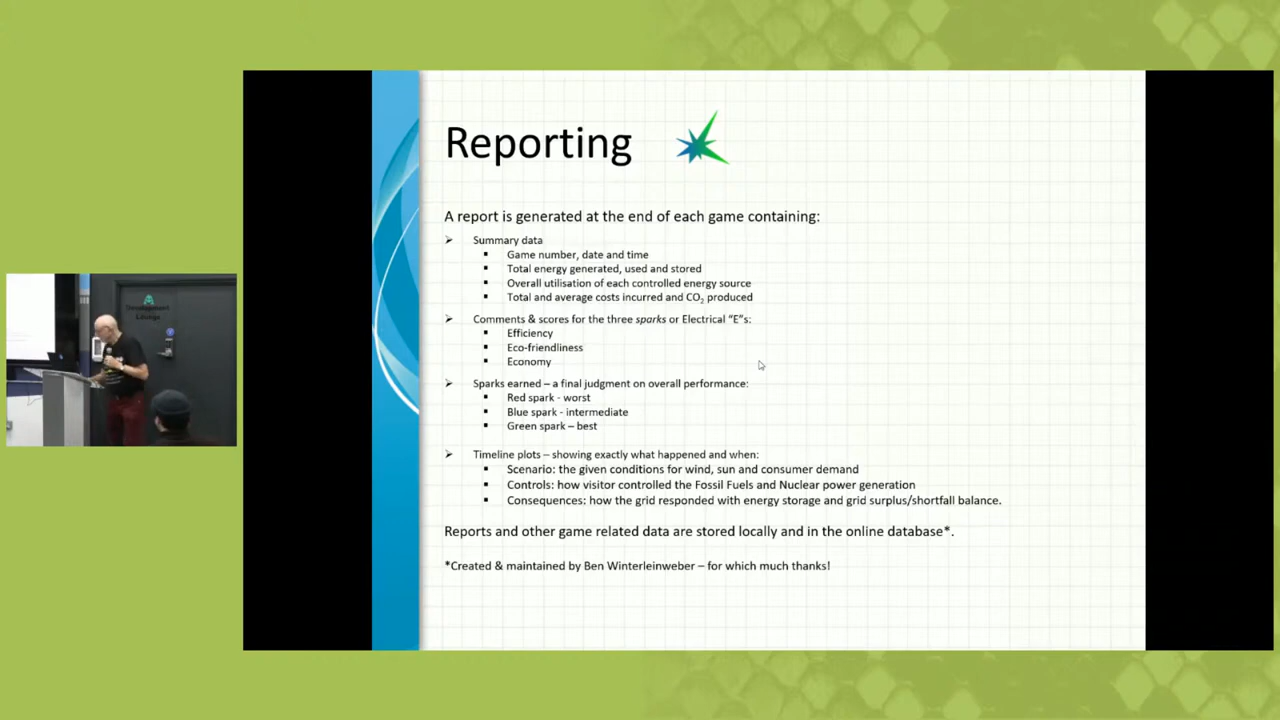 Reporting
A report is generated at the end of each game containing:
Summary data
Game number, date and time
Total energy generated, used and stored
Overall utilisation of each controlled energy source
Total and average costs incurred and CO₂ produced
Comments & scores for the three sparks or Electrical “E”s:
Efficiency
Eco-friendliness
Economy
Sparks earned – a final judgment on overall performance:
Red spark - worst
Blue spark - intermediate
Green spark – best
Timeline plots – showing exactly what happened and when:
Scenario: the given conditions for wind, sun and consumer demand
Controls: how visitor controlled the Fossil Fuels and Nuclear power generation
Consequences: how the grid responded with energy storage and grid surplus/shortfall balance.
Reports and other game related data are stored locally and in the online database*.
*Created & maintained by Ben Winterleinweber – for which much thanks!